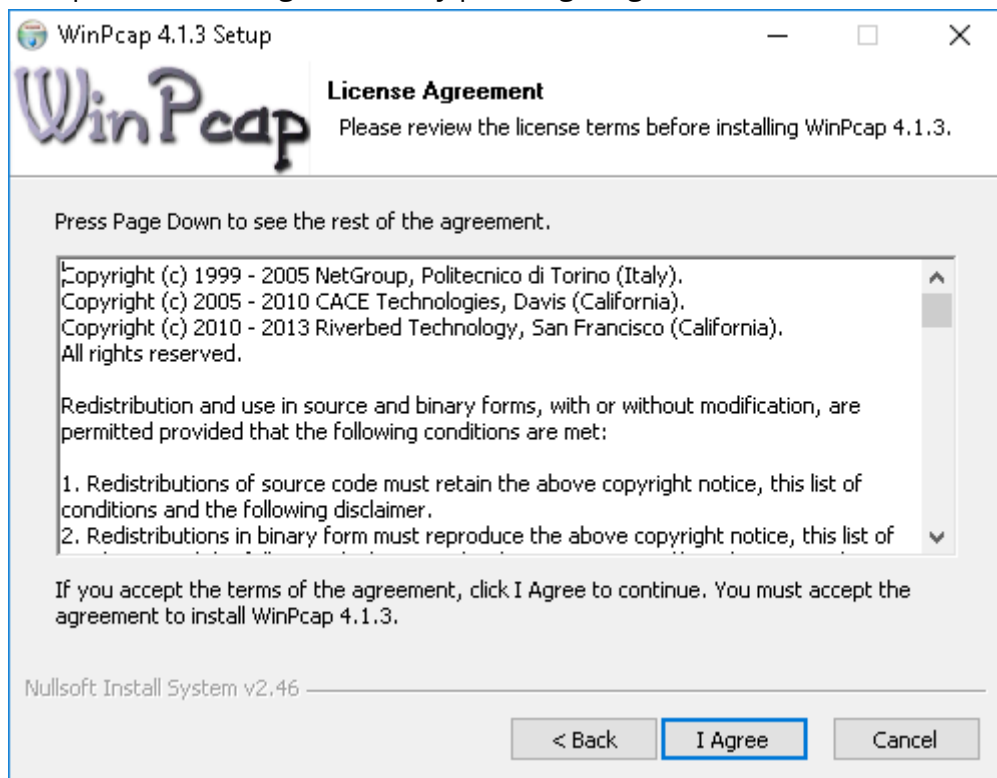 WinPcap 4.1.3 Setup
WinPcap
License Agreement
Please review the license terms before installing WinPcap 4.1.3.
Press Page Down to see the rest of the agreement.
Copyright (c) 1999 - 2005 NetGroup, Politecnico di Torino (Italy).
Copyright (c) 2005 - 2010 CACE Technologies, Davis (California).
Copyright (c) 2010 - 2013 Riverbed Technology, San Francisco (California).
All rights reserved.
Redistribution and use in source and binary forms, with or without modification, are
permitted provided that the following conditions are met:
1. Redistributions of source code must retain the above copyright notice, this list of
conditions and the following disclaimer.
2. Redistributions in binary form must reproduce the above copyright notice, this list of
If you accept the terms of the agreement, click I Agree to continue. You must accept the
agreement to install WinPcap 4.1.3.
Nullsoft Install System v2.46
< Back
I Agree
Cancel